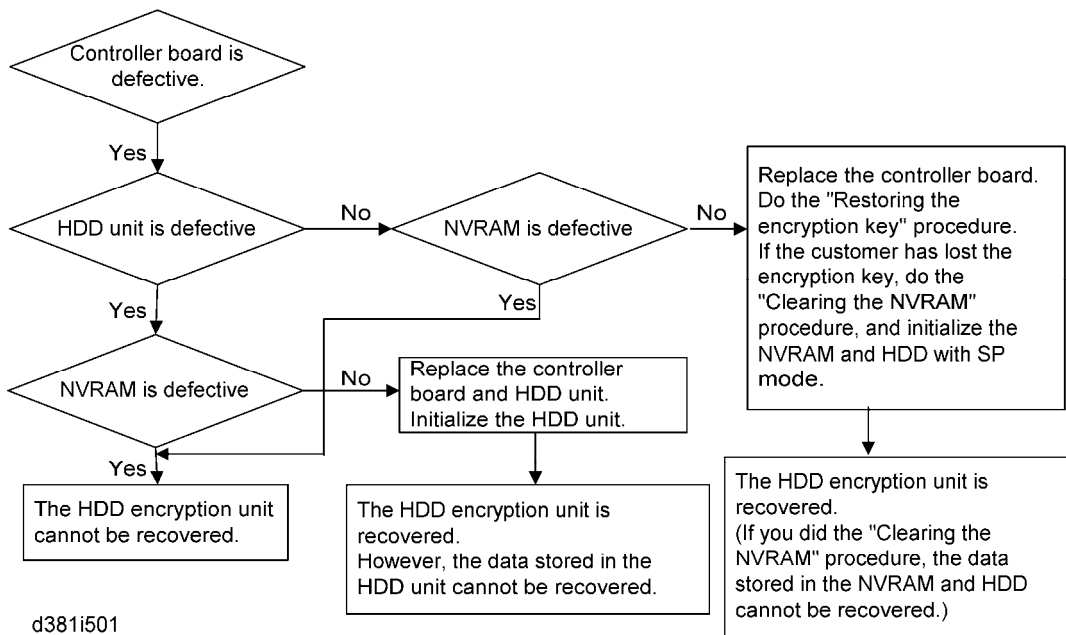 Controller board is
defective.
Yes
HDD unit is defective
No
NVRAM is defective
No
Replace the controller board.
Do the "Restoring the
encryption key" procedure.
If the customer has lost the
encryption key, do the
"Clearing the NVRAM"
procedure, and initialize the
NVRAM and HDD with SP
mode.
Yes
Yes
NVRAM is defective
No
Replace the controller
board and HDD unit.
Initialize the HDD unit.
Yes
The HDD encryption unit
cannot be recovered.
The HDD encryption unit is
recovered.
However, the data stored in the
HDD unit cannot be recovered.
The HDD encryption unit is
recovered.
(If you did the "Clearing the
NVRAM" procedure, the data
stored in the NVRAM and HDD
cannot be recovered.)
d381i501